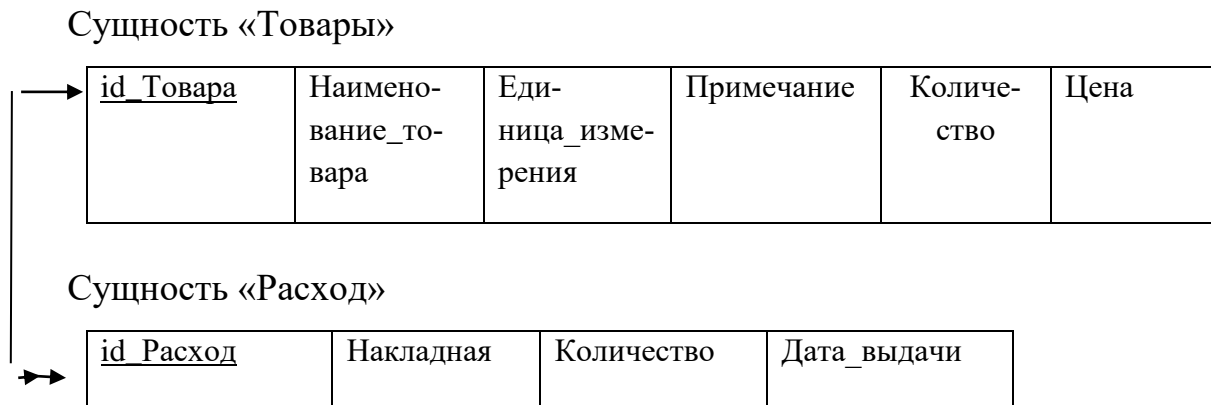 Сущность «Товары»
id_Товара Наимено- Еди- Примечание Количе- Цена
вание_то- ница_изме- ство
вара рения
Сущность «Расход»
id_Расход Накладная Количество Дата_выдачи